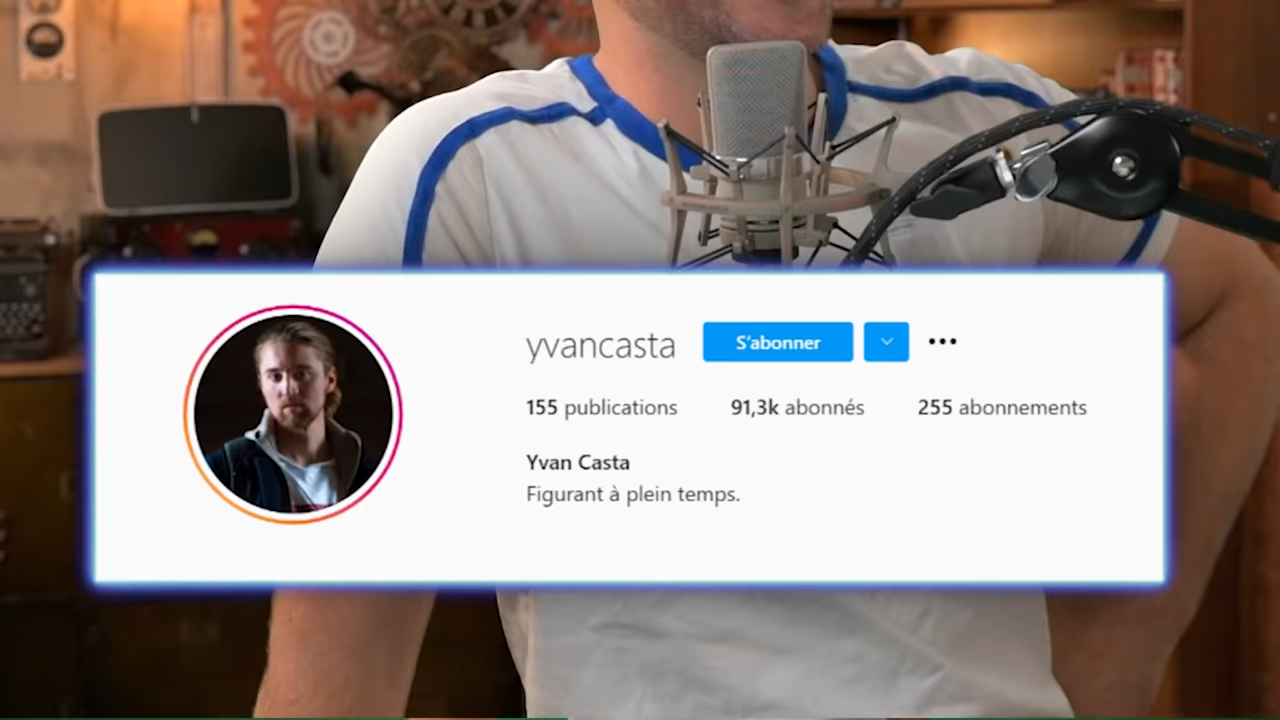 yvancasta S'abonner
155 publications 91,3k abonnés 255 abonnements
Yvan Casta
Figurant à plein temps.